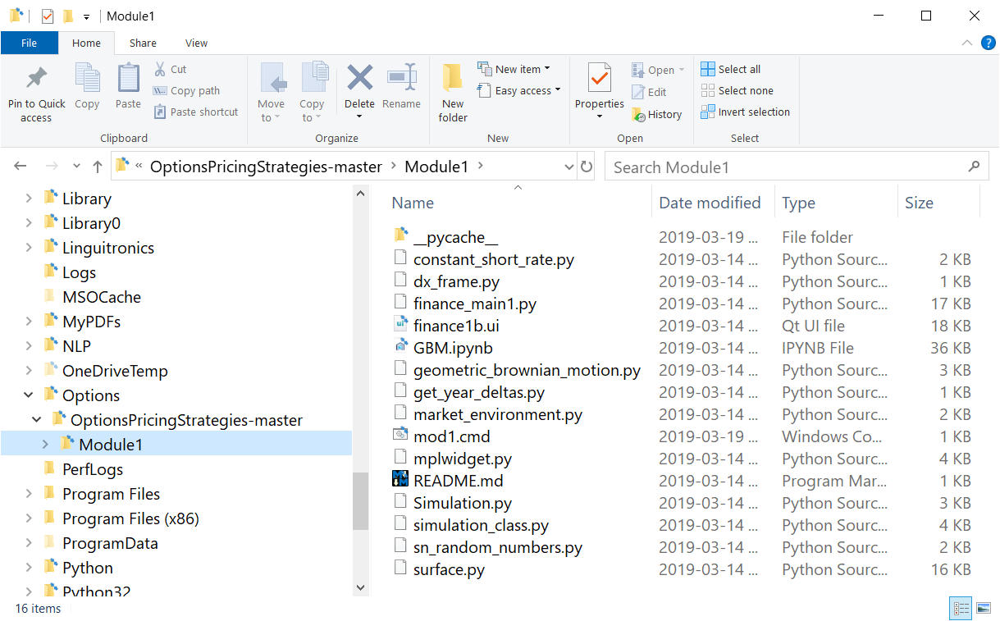 Module1
File Home Share View
Pin to Quick access
Copy
Paste
Cut
Copy path
Paste shortcut
Clipboard
Move to
Copy to
Delete
Rename
Organize
New folder
New item
Easy access
New
Properties
Open
Edit
History
Open
Select all
Select none
Invert selection
Select
« OptionsPricingStrategies-master > Module1 >
Search Module1
Library
Library0
Linguitronics
Logs
MSOCache
MyPDFs
NLP
OneDriveTemp
Options
OptionsPricingStrategies-master
Module1
PerfLogs
Program Files
Program Files (x86)
ProgramData
Python
Python32
Name Date modified Type Size
__pycache__ 2019-03-19 ... File folder
constant_short_rate.py 2019-03-14 ... Python Sourc... 2 KB
dx_frame.py 2019-03-14 ... Python Sourc... 1 KB
finance_main1.py 2019-03-14 ... Python Sourc... 17 KB
finance1b.ui 2019-03-14 ... Qt UI file 18 KB
GBM.ipynb 2019-03-14 ... IPYNB File 36 KB
geometric_brownian_motion.py 2019-03-14 ... Python Sourc... 3 KB
get_year_deltas.py 2019-03-14 ... Python Sourc... 1 KB
market_environment.py 2019-03-14 ... Python Sourc... 2 KB
mod1.cmd 2019-03-19 ... Windows Co... 1 KB
mplwidget.py 2019-03-14 ... Python Sourc... 4 KB
README.md 2019-03-14 ... Program Mar... 1 KB
Simulation.py 2019-03-14 ... Python Sourc... 3 KB
simulation_class.py 2019-03-14 ... Python Sourc... 4 KB
sn_random_numbers.py 2019-03-14 ... Python Sourc... 2 KB
surface.py 2019-03-14 ... Python Sourc... 16 KB
16 items